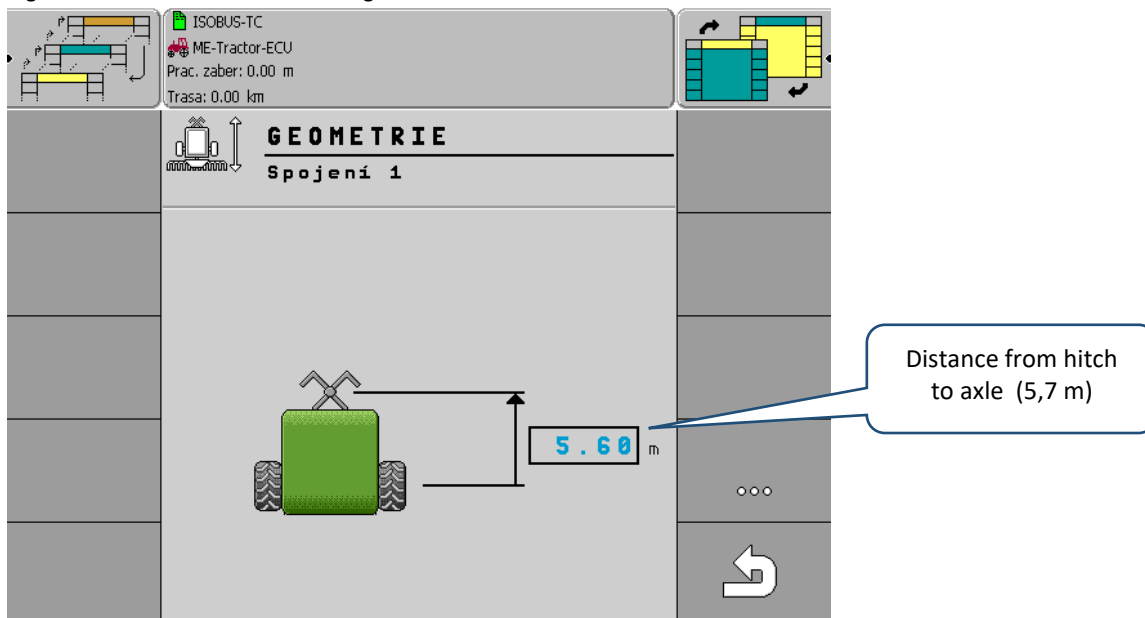 ISOBUS-TC
ME-Tractor-ECU
Prac. zaber: 0.00 m
Trasa: 0.00 km
GEOMETRIE
Spojení 1
Distance from hitch
to axle (5,7 m)
5.60 m